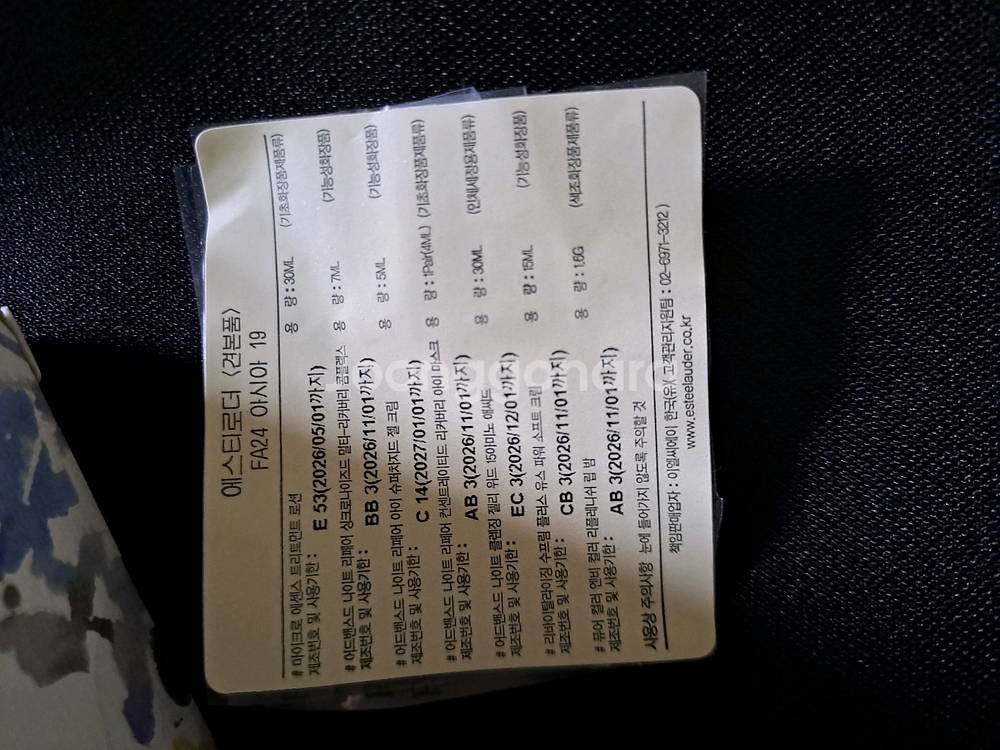 에스티로더 <견본품>
FA24 아시아 19
# 마이크로 에센스 트리트먼트 로션 용 량 : 30ML (기초화장품제품류)
제조번호 및 사용기한 : E 53(2026/05/01까지)
# 어드밴스드 나이트 리페어 싱크로나이즈드 멀티-리커버리 콤플렉스 용 량 : 7ML (기능성화장품)
제조번호 및 사용기한 : BB 3(2026/11/01까지)
# 어드밴스드 나이트 리페어 아이 슈퍼차지드 젤 크림 용 량 : 5ML (기능성화장품)
제조번호 및 사용기한 : C 14(2027/01/01까지)
# 어드밴스드 나이트 리페어 컨센트레이티드 리커버리 아이 마스크 용 량 : 1Pair(4ML) (기초화장품제품류)
제조번호 및 사용기한 : AB 3(2026/11/01까지)
# 어드밴스드 나이트 클렌징 젤리 위드 15아미노 애씨드 용 량 : 30ML (인체세정용제품류)
제조번호 및 사용기한 : EC 3(2026/12/01까지)
# 리바이탈라이징 수프림 플러스 유스 파워 소프트 크림 용 량 : 15ML (기능성화장품)
제조번호 및 사용기한 : CB 3(2026/11/01까지)
# 퓨어 컬러 엔비 컬러 리플레니쉬 립 밤 용 량 : 1.6G (색조화장품제품류)
제조번호 및 사용기한 : AB 3(2026/11/01까지)
사용상 주의사항 눈에 들어가지 않도록 주의할 것
책임판매업자 : 이엘씨에이 한국(유)( 고객관리지원팀 : 02-6971-3212 )
www.esteelauder.co.kr
joonggonara